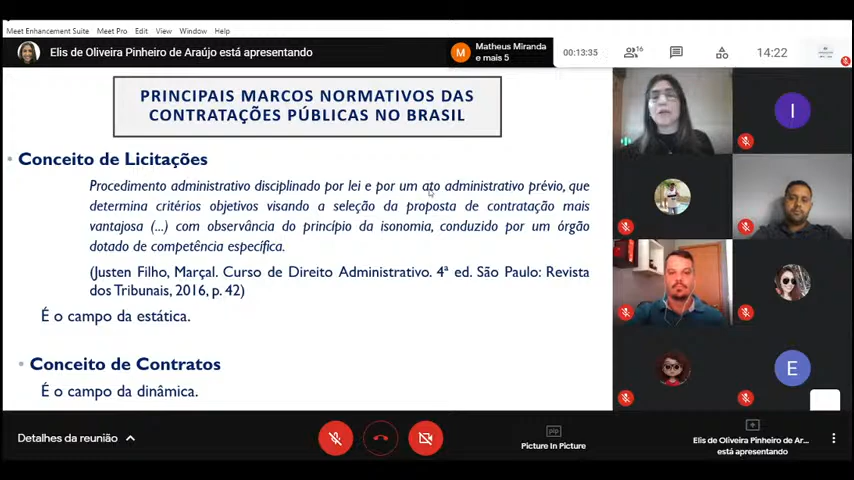 Meet Enhancement Suite Meet Pro Edit View Window Help
Elis de Oliveira Pinheiro de Araújo está apresentando
M
Matheus Miranda
e mais 5
00:13:35
16
14:22
PRINCIPAIS MARCOS NORMATIVOS DAS
CONTRATAÇÕES PÚBLICAS NO BRASIL
• Conceito de Licitações
Procedimento administrativo disciplinado por lei e por um ato administrativo prévio, que
determina critérios objetivos visando a seleção da proposta de contratação mais
vantajosa (...) com observância do princípio da isonomia, conduzido por um órgão
dotado de competência específica.
(Justen Filho, Marçal. Curso de Direito Administrativo. 4ª ed. São Paulo: Revista
dos Tribunais, 2016, p. 42)
É o campo da estática.
• Conceito de Contratos
É o campo da dinâmica.
I
E
Detalhes da reunião
pip
Picture In Picture
Elis de Oliveira Pinheiro de Ar...
está apresentando